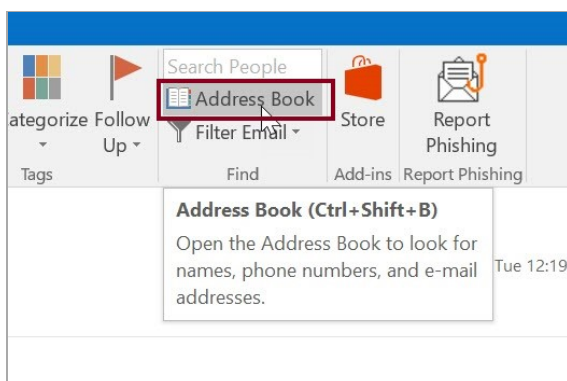 Search People
Address Book
ategorize Follow Up
Filter Email
Store
Report Phishing
Tags
Find
Add-ins
Report Phishing
Address Book (Ctrl+Shift+B)
Open the Address Book to look for
names, phone numbers, and e-mail
addresses.
Tue 12:19